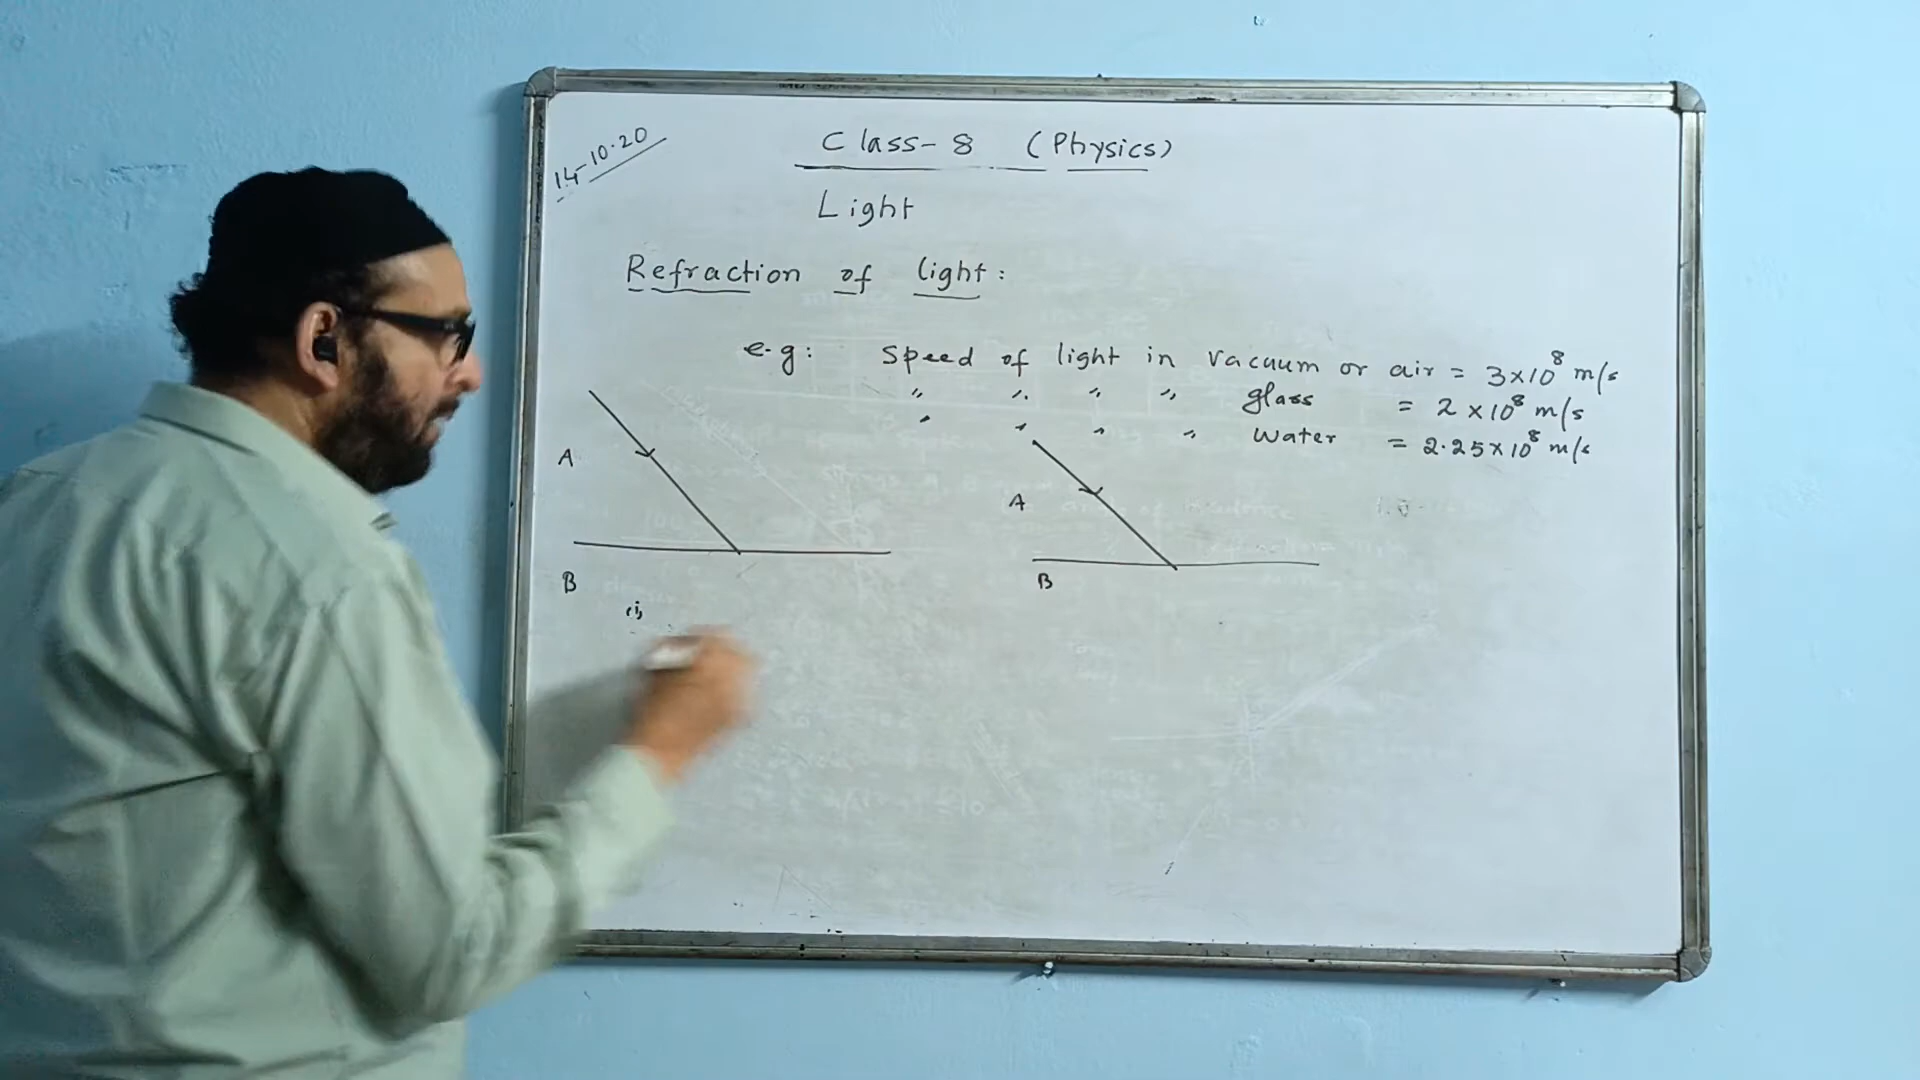 14-10-20
Class-8 (Physics)
Light
Refraction of light:
e.g: Speed of light in vacuum or air = 3×10⁸ m/s
" " " " glass = 2×10⁸ m/s
" " " " Water = 2.25×10⁸ m/s
A
A
B
B
(i)